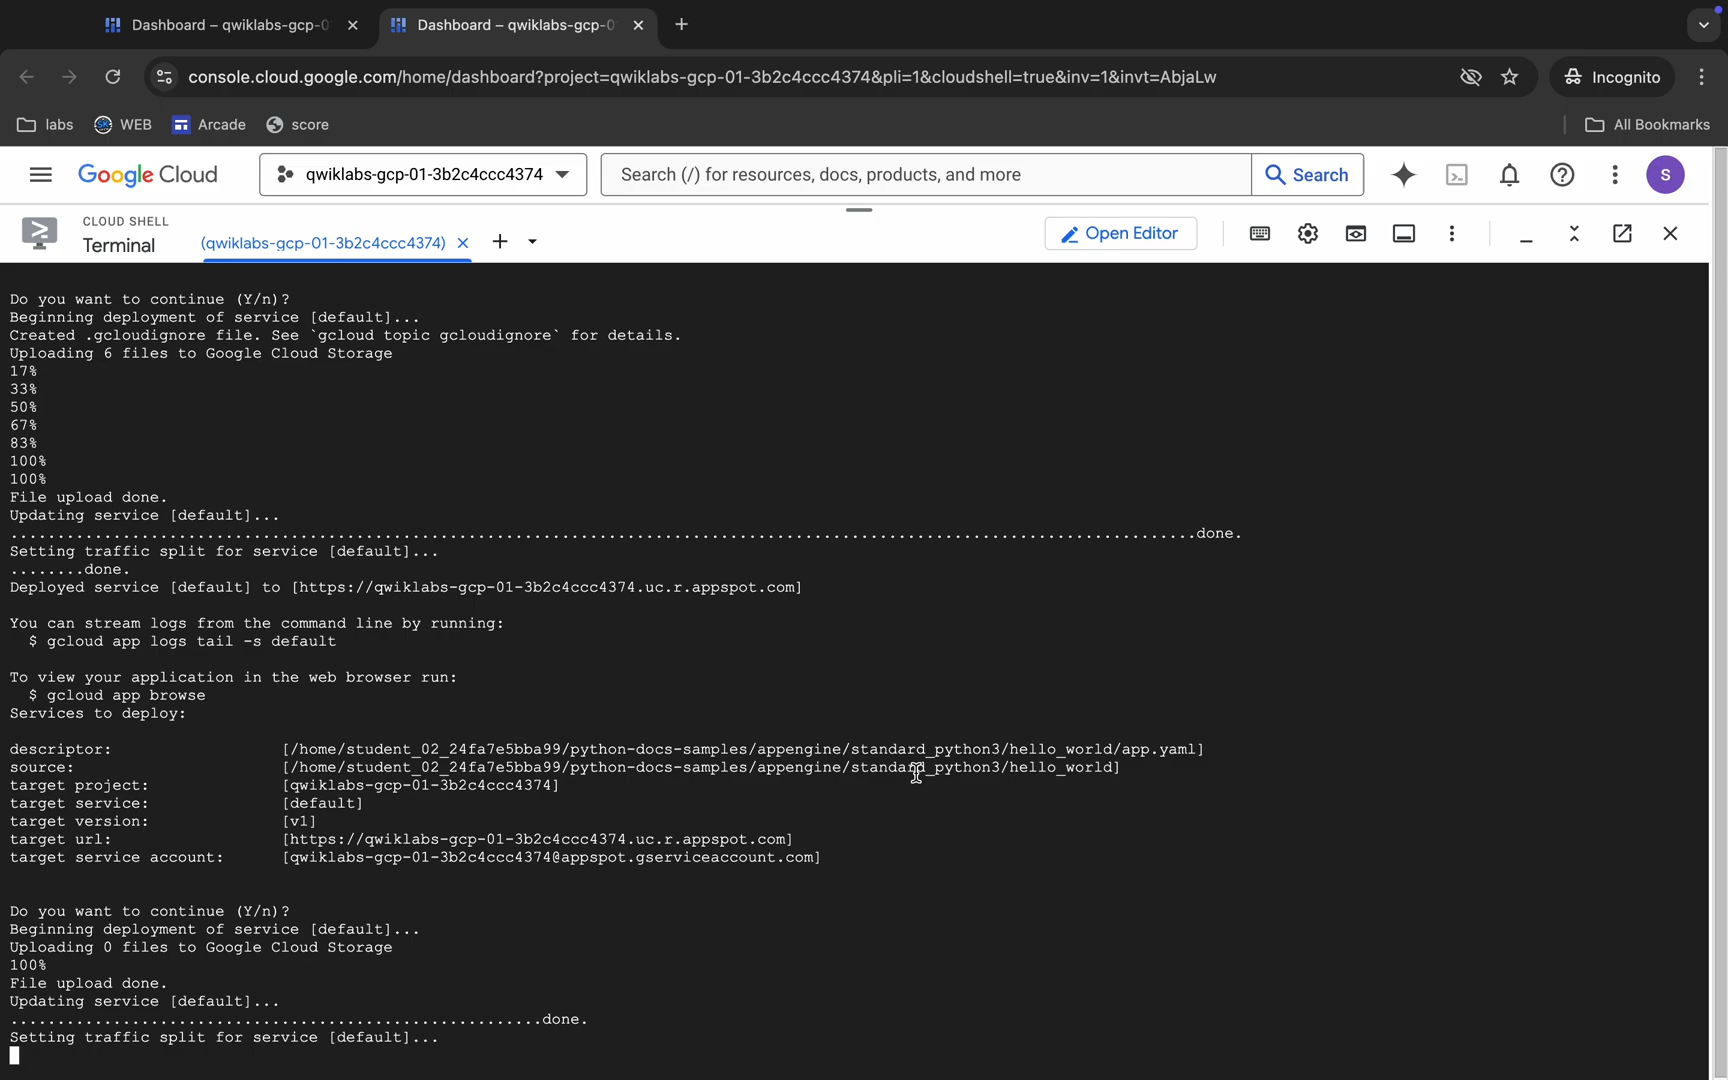 Dashboard – qwiklabs-gcp-0
Dashboard – qwiklabs-gcp-0
console.cloud.google.com/home/dashboard?project=qwiklabs-gcp-01-3b2c4ccc4374&pli=1&cloudshell=true&inv=1&invt=AbjaLw
Incognito
labs
WEB
Arcade
score
All Bookmarks
Google Cloud
qwiklabs-gcp-01-3b2c4ccc4374
Search (/) for resources, docs, products, and more
Search
S
CLOUD SHELL
Terminal
(qwiklabs-gcp-01-3b2c4ccc4374)
Open Editor
Do you want to continue (Y/n)?
Beginning deployment of service [default]...
Created .gcloudignore file. See `gcloud topic gcloudignore` for details.
Uploading 6 files to Google Cloud Storage
17%
33%
50%
67%
83%
100%
100%
File upload done.
Updating service [default]...
...............................................................................................................................done.
Setting traffic split for service [default]...
........done.
Deployed service [default] to [https://qwiklabs-gcp-01-3b2c4ccc4374.uc.r.appspot.com]
You can stream logs from the command line by running:
$ gcloud app logs tail -s default
To view your application in the web browser run:
$ gcloud app browse
Services to deploy:
descriptor: [/home/student_02_24fa7e5bba99/python-docs-samples/appengine/standard_python3/hello_world/app.yaml]
source: [/home/student_02_24fa7e5bba99/python-docs-samples/appengine/standard_python3/hello_world]
target project: [qwiklabs-gcp-01-3b2c4ccc4374]
target service: [default]
target version: [v1]
target url: [https://qwiklabs-gcp-01-3b2c4ccc4374.uc.r.appspot.com]
target service account: [qwiklabs-gcp-01-3b2c4ccc4374@appspot.gserviceaccount.com]
Do you want to continue (Y/n)?
Beginning deployment of service [default]...
Uploading 0 files to Google Cloud Storage
100%
File upload done.
Updating service [default]...
.........................................................done.
Setting traffic split for service [default]...